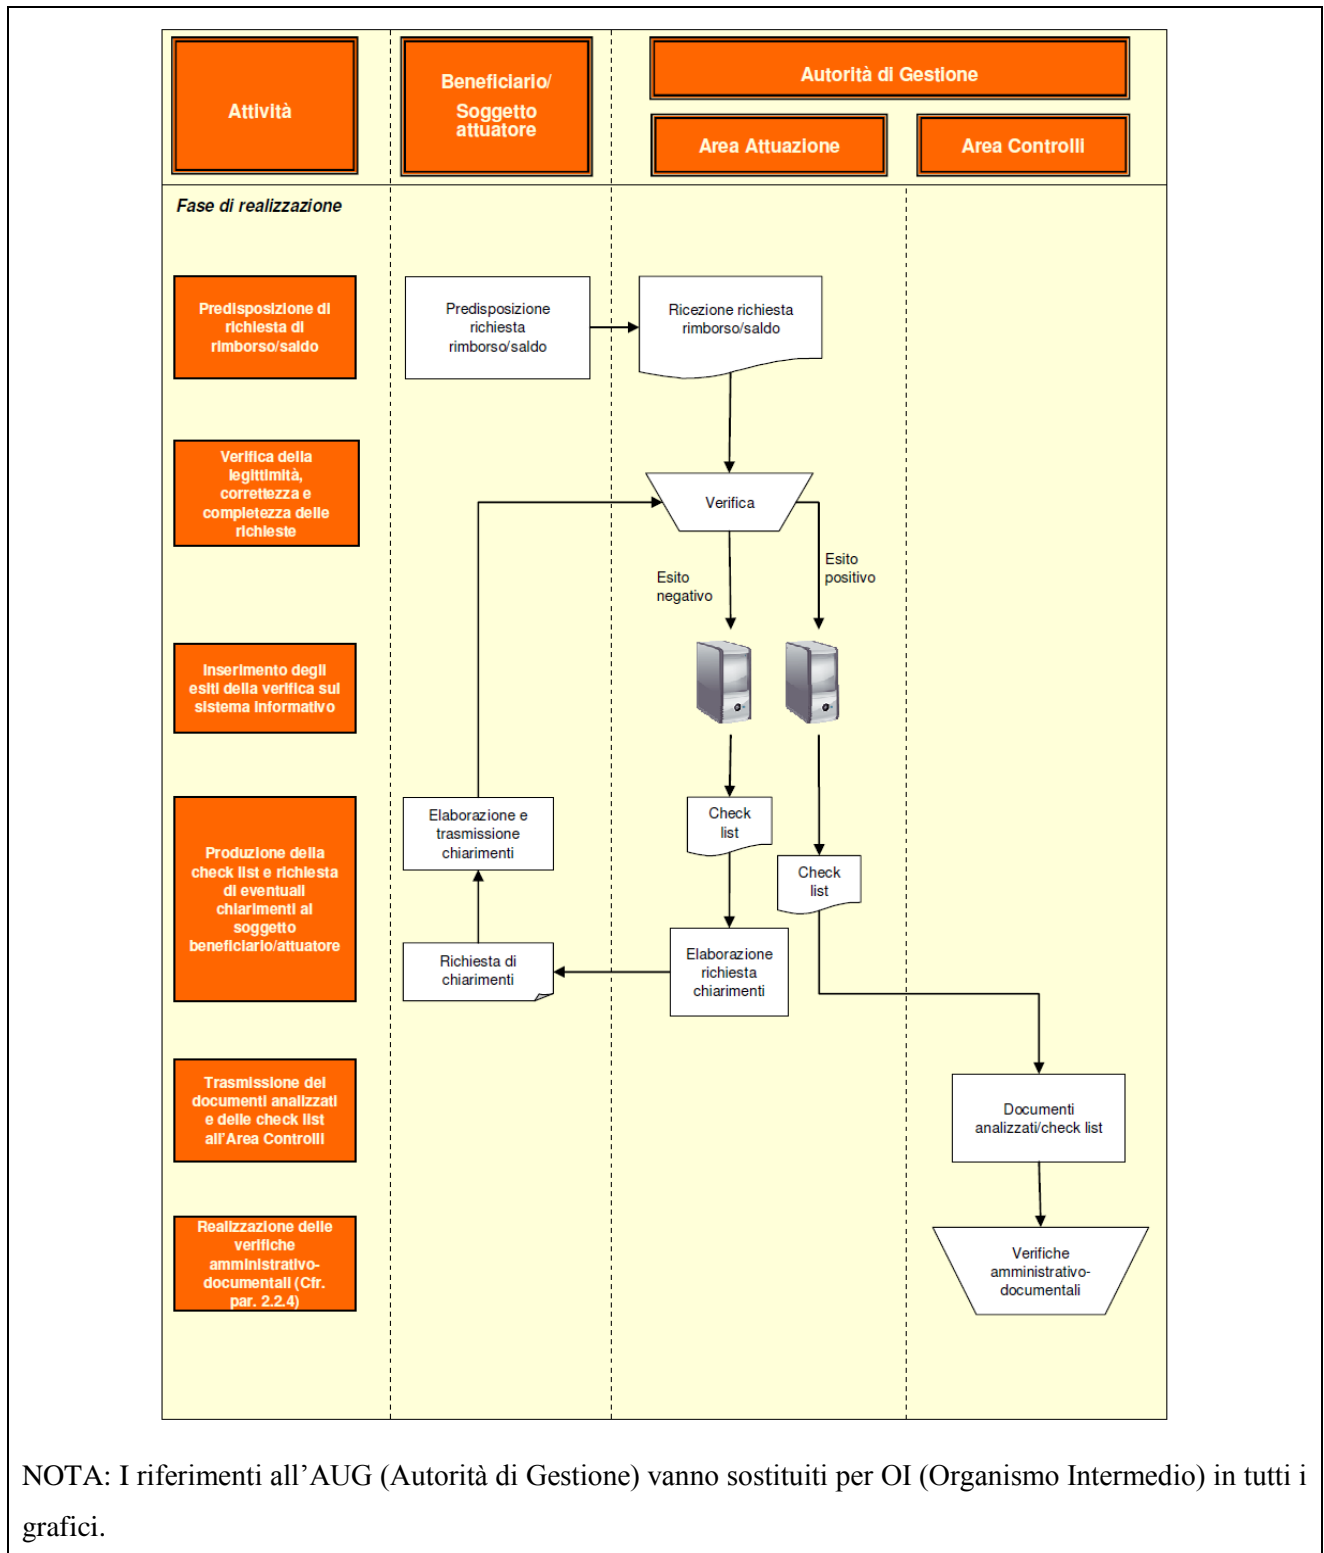 Attività
Beneficiario/
Soggetto
attuatore
Autorità di Gestione
Area Attuazione
Area Controlli
Fase di realizzazione
Predisposizione di
richiesta di
rimborso/saldo
Predisposizione
richiesta
rimborso/saldo
Ricezione richiesta
rimborso/saldo
Verifica della
legittimità,
correttezza e
completezza delle
richieste
Verifica
Esito
negativo
Esito
positivo
Inserimento degli
esiti della verifica sul
sistema informativo
Produzione della
check list e richiesta
di eventuali
chiarimenti al
soggetto
beneficiario/attuatore
Elaborazione e
trasmissione
chiarimenti
Check
list
Check
list
Richiesta di
chiarimenti
Elaborazione
richiesta
chiarimenti
Trasmissione dei
documenti analizzati
e delle check list
all'Area Controlli
Documenti
analizzati/check list
Realizzazione delle
verifiche
amministrativo-
documentali (Cfr.
par. 2.2.4)
Verifiche
amministrativo-
documentali
NOTA: I riferimenti all’AUG (Autorità di Gestione) vanno sostituiti per OI (Organismo Intermedio) in tutti i
grafici.